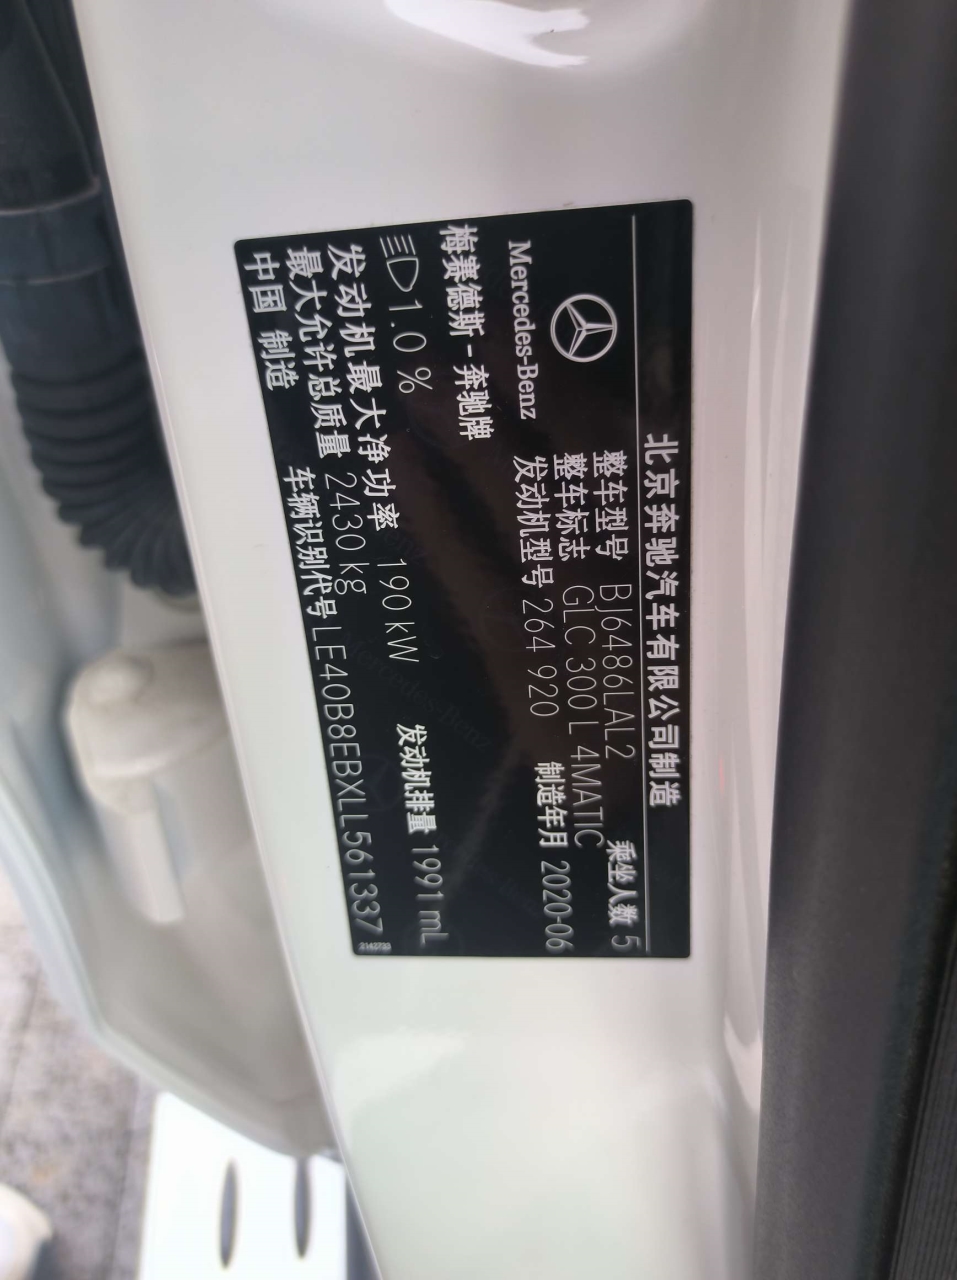 北京奔驰汽车有限公司制造
Mercedes-Benz
整车型号 BJ6486LAL2 乘坐人数 5
整车标志 GLC 300 L 4MATIC
发动机型号 264 920 制造年月 2020-06
梅赛德斯-奔驰牌
1.0 % 发动机排量 1991 mL
发动机最大净功率 190 kW
最大允许总质量 2430 kg
中国 制造 车辆识别代号 LE40B8EBXLL561337